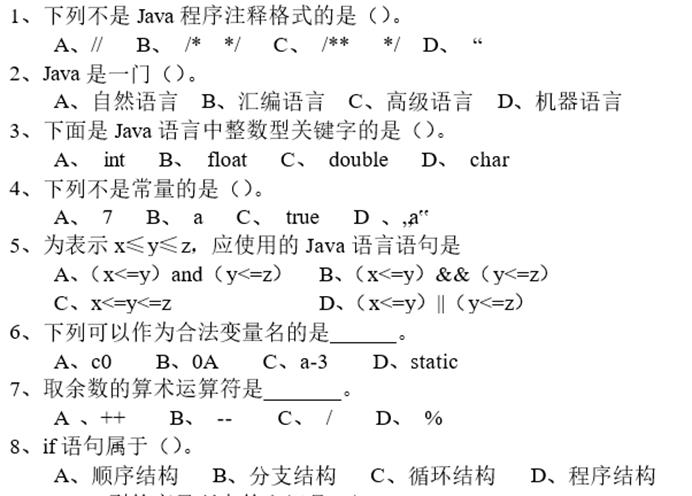 1、下列不是 Java 程序注释格式的是（）。
A、//    B、 /*  */    C、 /**   */  D、 “
2、Java 是一门（）。
A、自然语言  B、汇编语言  C、高级语言  D、机器语言
3、下面是 Java 语言中整数型关键字的是（）。
A、 int   B、 float   C、 double   D、 char
4、下列不是常量的是（）。
A、 7   B、 a   C、 true   D 、„a‟
5、为表示 x≤y≤z，应使用的 Java 语言语句是
A、（x<=y）and（y<=z）   B、（x<=y）&&（y<=z）
C、x<=y<=z   D、（x<=y）||（y<=z）
6、下列可以作为合法变量名的是______。
A、c0   B、0A   C、a-3   D、static
7、取余数的算术运算符是_______。
A 、++   B、 --   C、 /   D、 %
8、if 语句属于（）。
A、顺序结构   B、分支结构   C、循环结构   D、程序结构